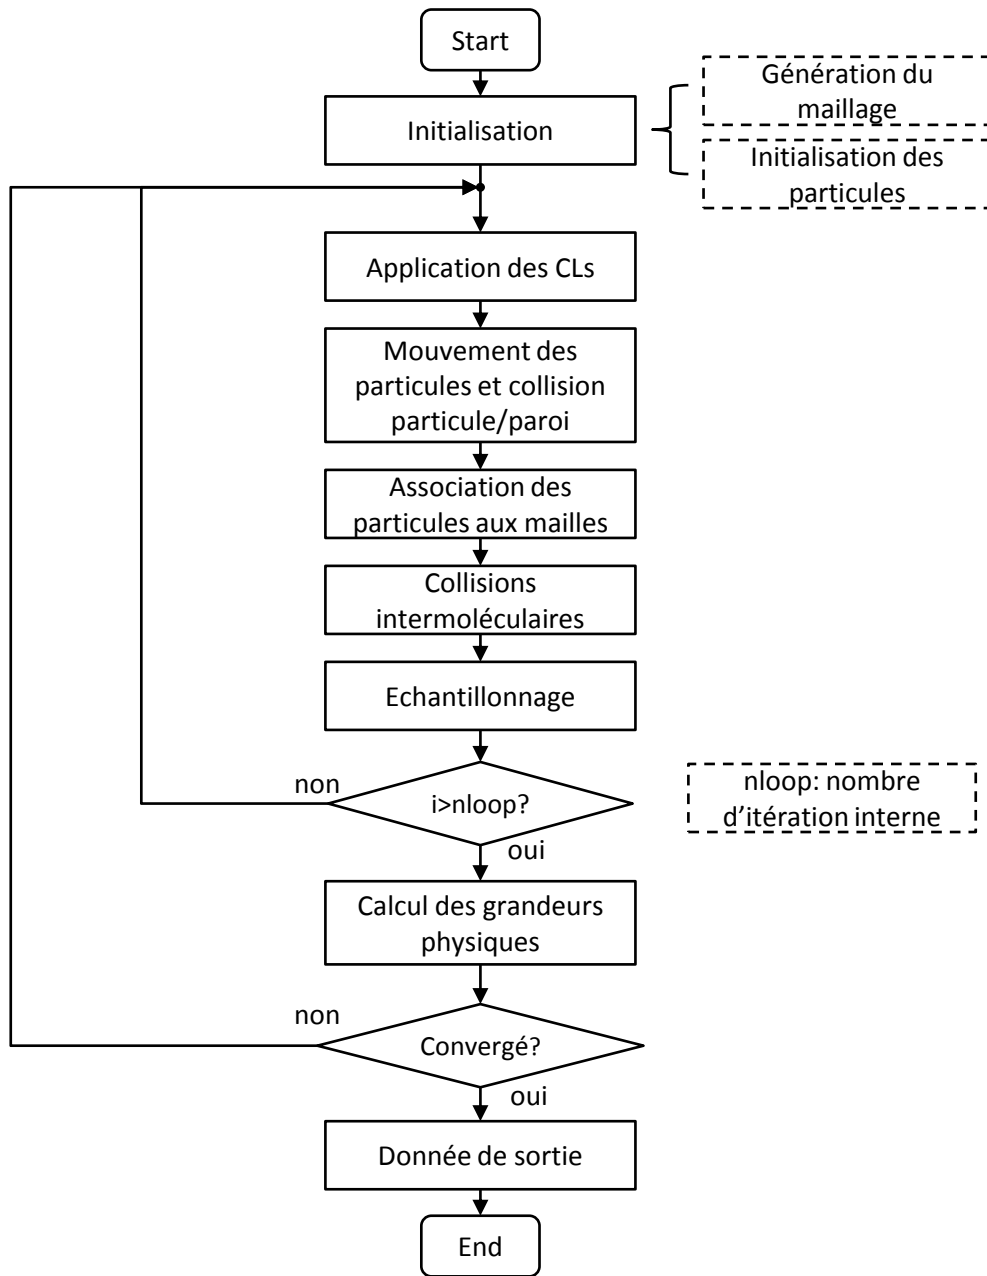 Start
Initialisation
Génération du
maillage
Initialisation des
particules
Application des CLs
Mouvement des
particules et collision
particule/paroi
Association des
particules aux mailles
Collisions
intermoléculaires
Echantillonnage
non
i>nloop?
nloop: nombre
d'itération interne
oui
Calcul des grandeurs
physiques
non
Convergé?
oui
Donnée de sortie
End